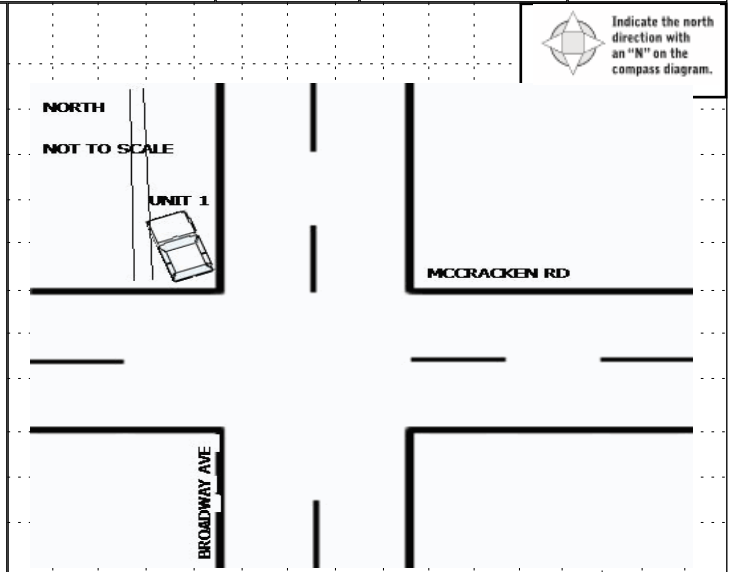 Indicate the north
direction with
an “N” on the
compass diagram.
NORTH
NOT TO SCALE
UNIT 1
MCCRACKEN RD
BROADWAY AVE